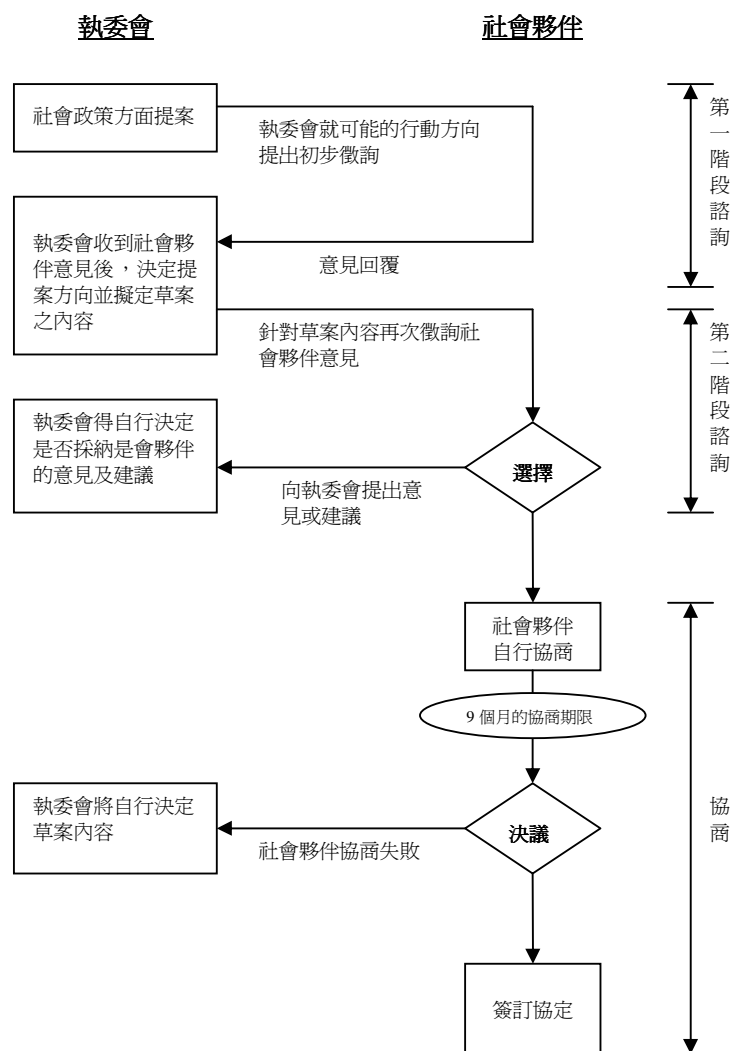 執委會
社會夥伴
社會政策方面提案
執委會就可能的行動方向
提出初步徵詢
第一階段諮詢
執委會收到社會夥
伴意見後，決定提
案方向並擬定草案
之內容
意見回覆
針對草案內容再次徵詢社
會夥伴意見
第二階段諮詢
執委會得自行決定
是否採納是會夥伴
的意見及建議
選擇
向執委會提出意
見或建議
社會夥伴
自行協商
9 個月的協商期限
執委會將自行決定
草案內容
決議
社會夥伴協商失敗
協商
簽訂協定